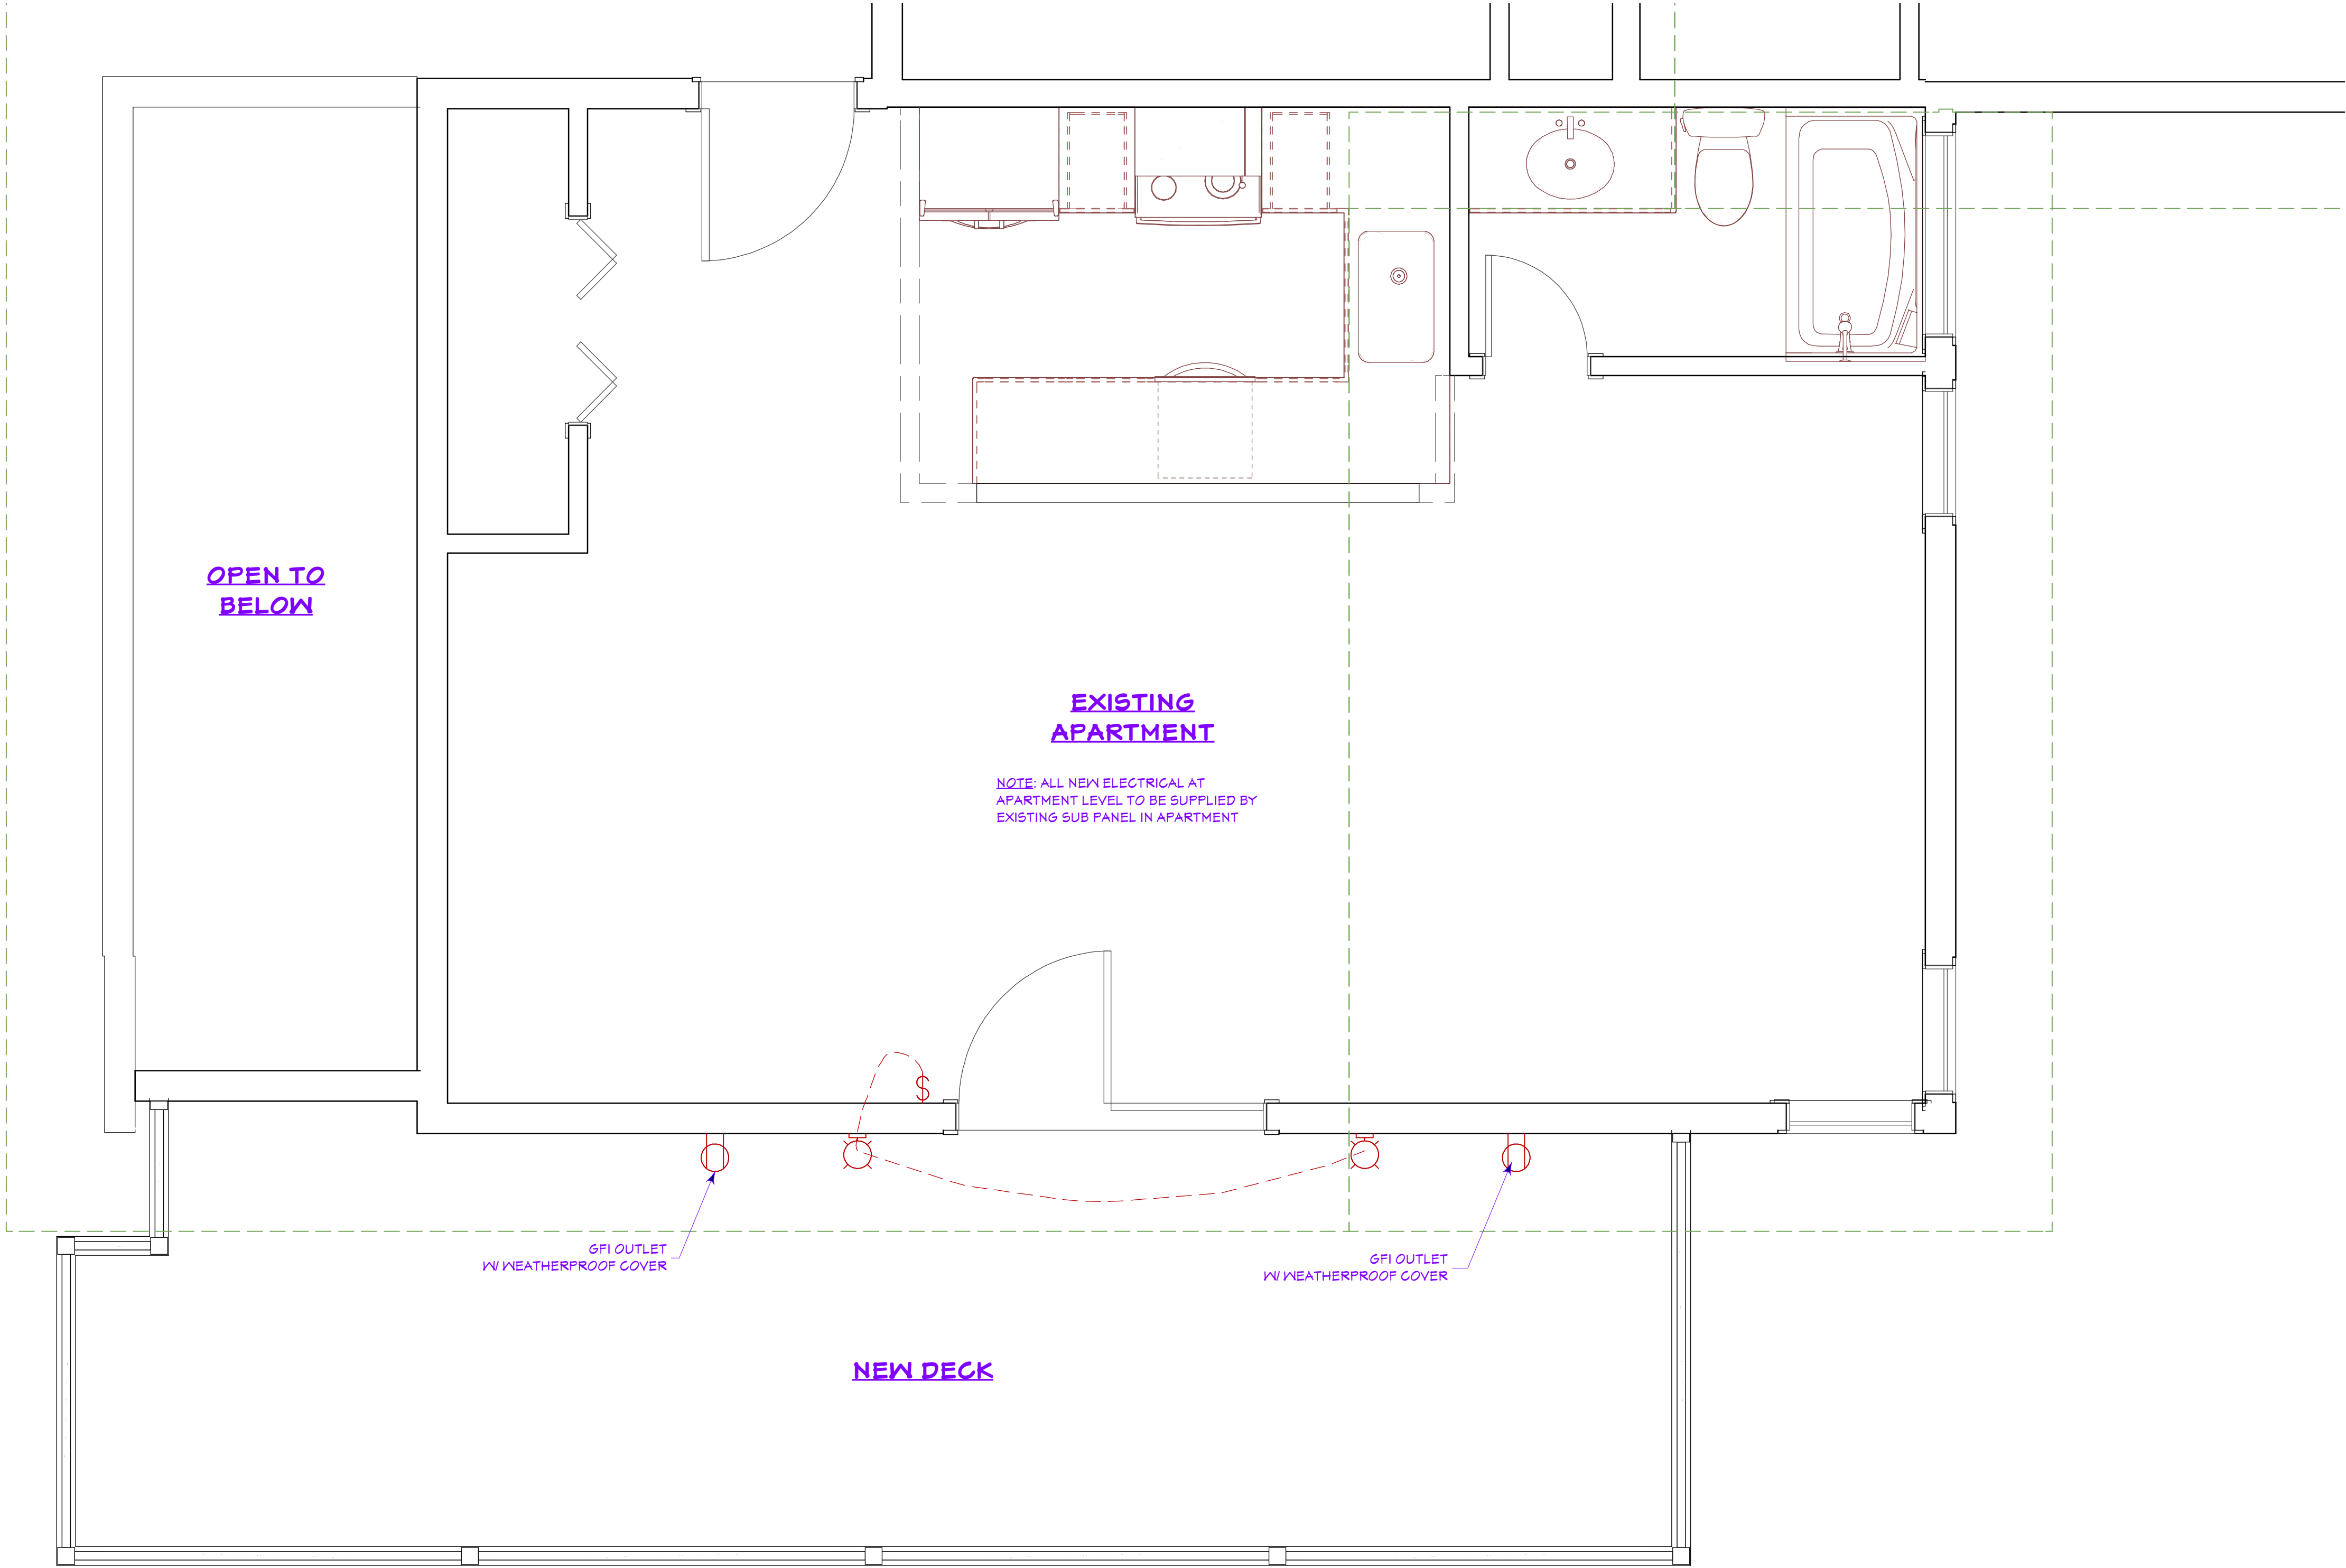 OPEN TO
BELOW
EXISTING
APARTMENT
NOTE: ALL NEW ELECTRICAL AT
APARTMENT LEVEL TO BE SUPPLIED BY
EXISTING SUB PANEL IN APARTMENT
$
GFI OUTLET
W/ WEATHERPROOF COVER
GFI OUTLET
W/ WEATHERPROOF COVER
NEW DECK